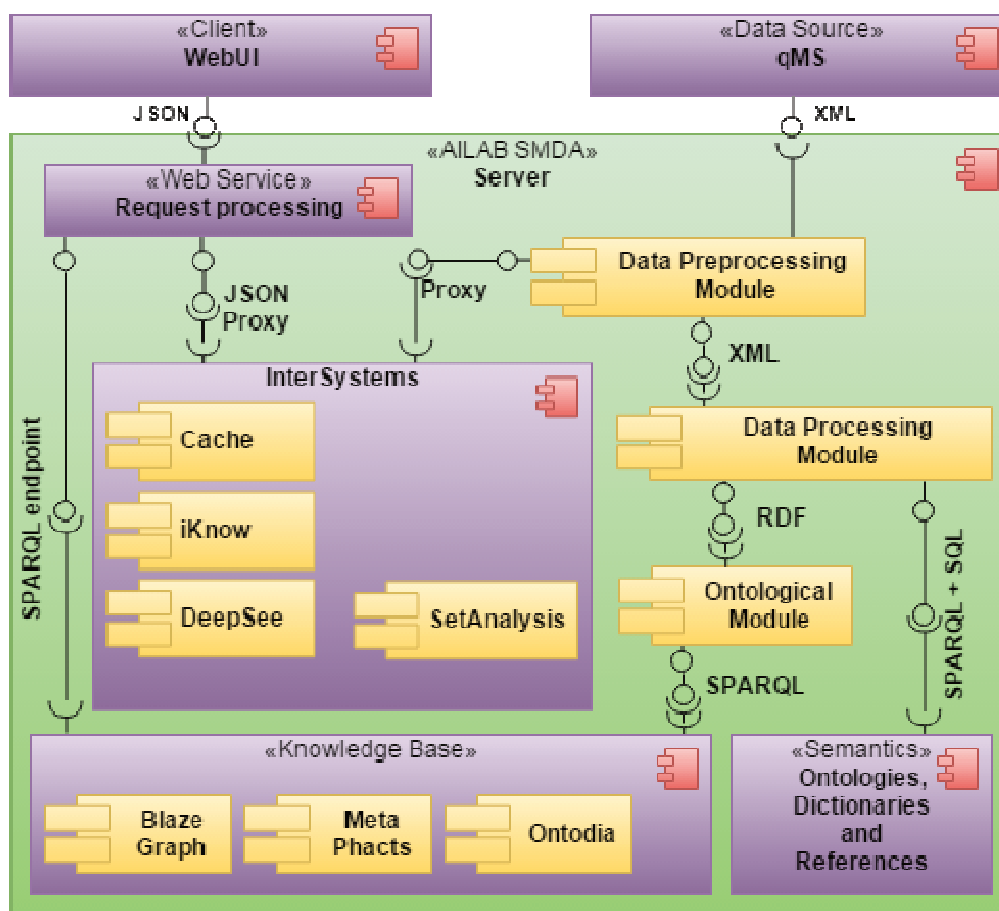 «Client»
WebUI
«Data Source»
qMS
JSON
XML
«AILAB SMDA»
Server
«Web Service»
Request processing
Data Preprocessing
Module
Proxy
JSON
Proxy
XML
InterSystems
Cache
iKnow
DeepSee
SetAnalysis
Data Processing
Module
RDF
Ontological
Module
SPARQL
SPARQL endpoint
SPARQL + SQL
«Knowledge Base»
Blaze
Graph
Meta
Phacts
Ontodia
«Semantics»
Ontologies,
Dictionaries
and
References